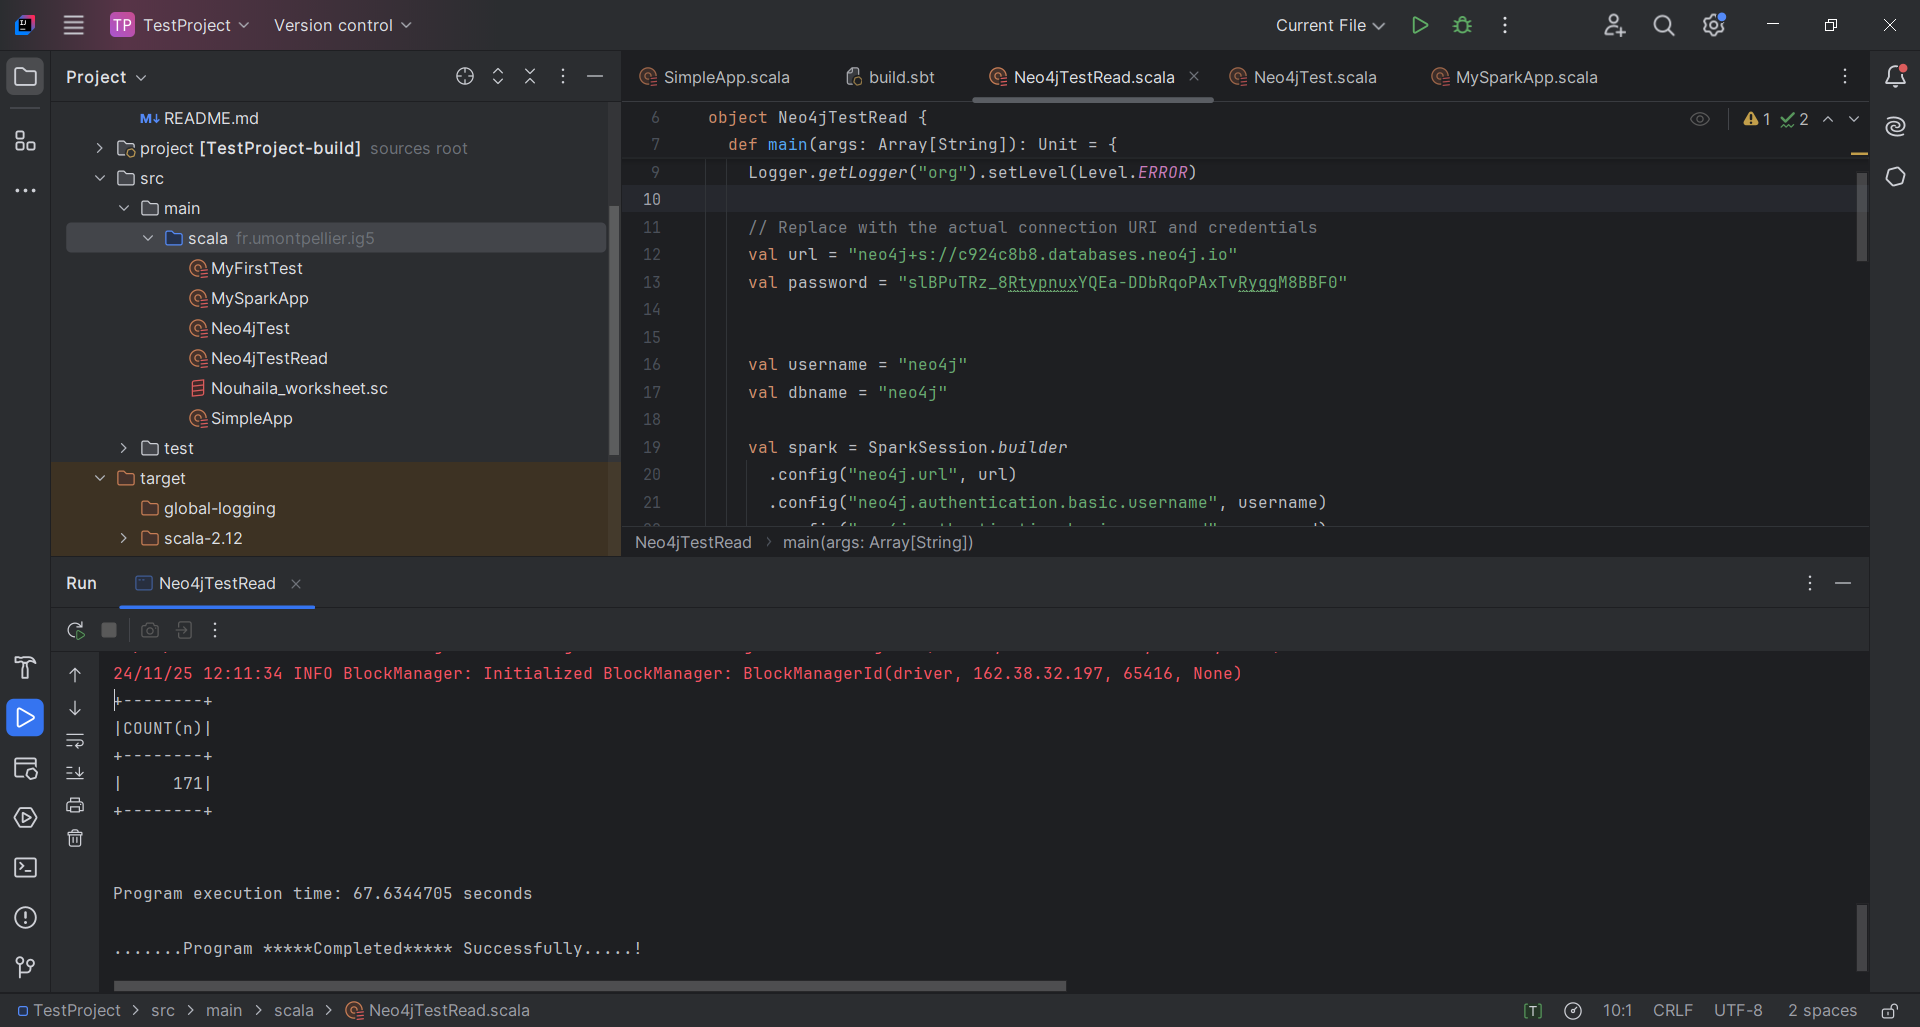 TP TestProject Version control Current File
Project
SimpleApp.scala build.sbt Neo4jTestRead.scala Neo4jTest.scala MySparkApp.scala
M↓ README.md
project [TestProject-build] sources root
src
main
scala fr.umontpellier.ig5
MyFirstTest
MySparkApp
Neo4jTest
Neo4jTestRead
Nouhaila_worksheet.sc
SimpleApp
test
target
global-logging
scala-2.12
1 2
6 object Neo4jTestRead {
7 def main(args: Array[String]): Unit = {
9 Logger.getLogger("org").setLevel(Level.ERROR)
10
11 // Replace with the actual connection URI and credentials
12 val url = "neo4j+s://c924c8b8.databases.neo4j.io"
13 val password = "slBPuTRz_8RtypnuxYQEa-DDbRqoPAxTvRyggM8BBF0"
14
15
16 val username = "neo4j"
17 val dbname = "neo4j"
18
19 val spark = SparkSession.builder
20 .config("neo4j.url", url)
21 .config("neo4j.authentication.basic.username", username)
Neo4jTestRead > main(args: Array[String])
Run Neo4jTestRead
24/11/25 12:11:34 INFO BlockManager: Initialized BlockManager: BlockManagerId(driver, 162.38.32.197, 65416, None)
+--------+
|COUNT(n)|
+--------+
|     171|
+--------+
Program execution time: 67.6344705 seconds
.......Program *****Completed***** Successfully.....!
TestProject > src > main > scala > Neo4jTestRead.scala [T] 10:1 CRLF UTF-8 2 spaces